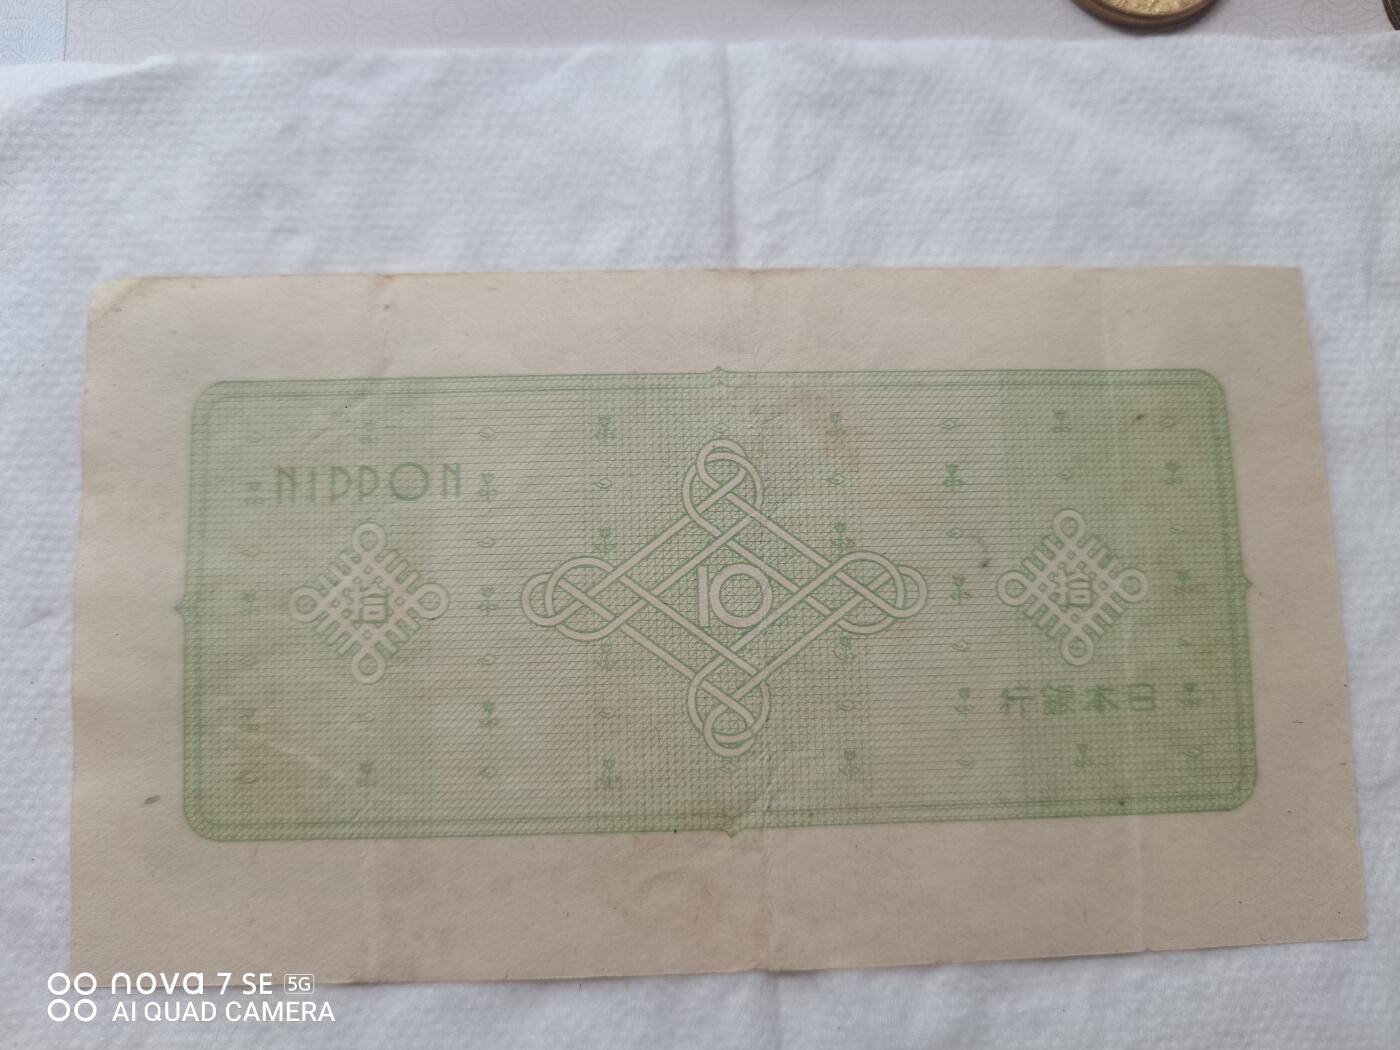 NIPPON
拾
10
拾
行銀本日
nova 7 SE 5G
AI QUAD CAMERA